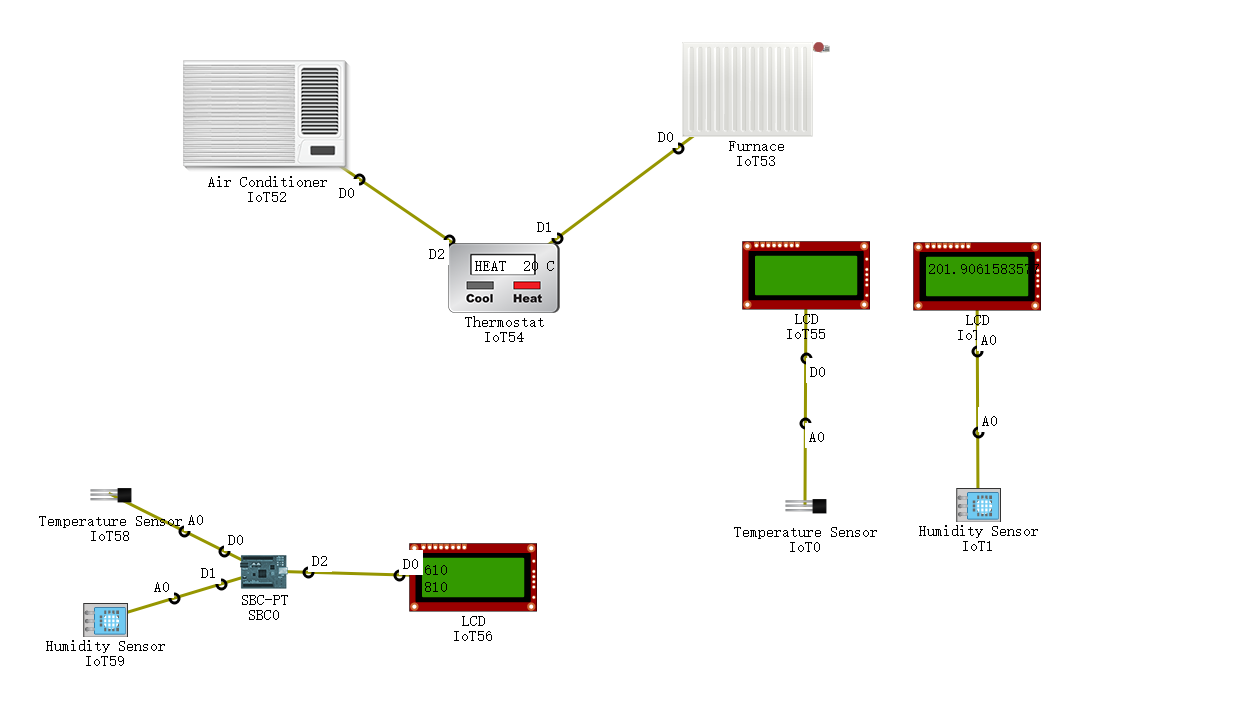 D0
Furnace
IoT53
Air Conditioner
IoT52
D0
D1
D2
HEAT 20 C
Cool
Heat
Thermostat
IoT54
201.906158357
LCD
IoT55
LCD
IoT
A0
D0
A0
A0
Temperature Sensor
IoT0
Humidity Sensor
IoT1
Temperature Sensor
IoT58
A0
D0
D1
A0
D2
SBC-PT
SBC0
Humidity Sensor
IoT59
D0
610
810
LCD
IoT56